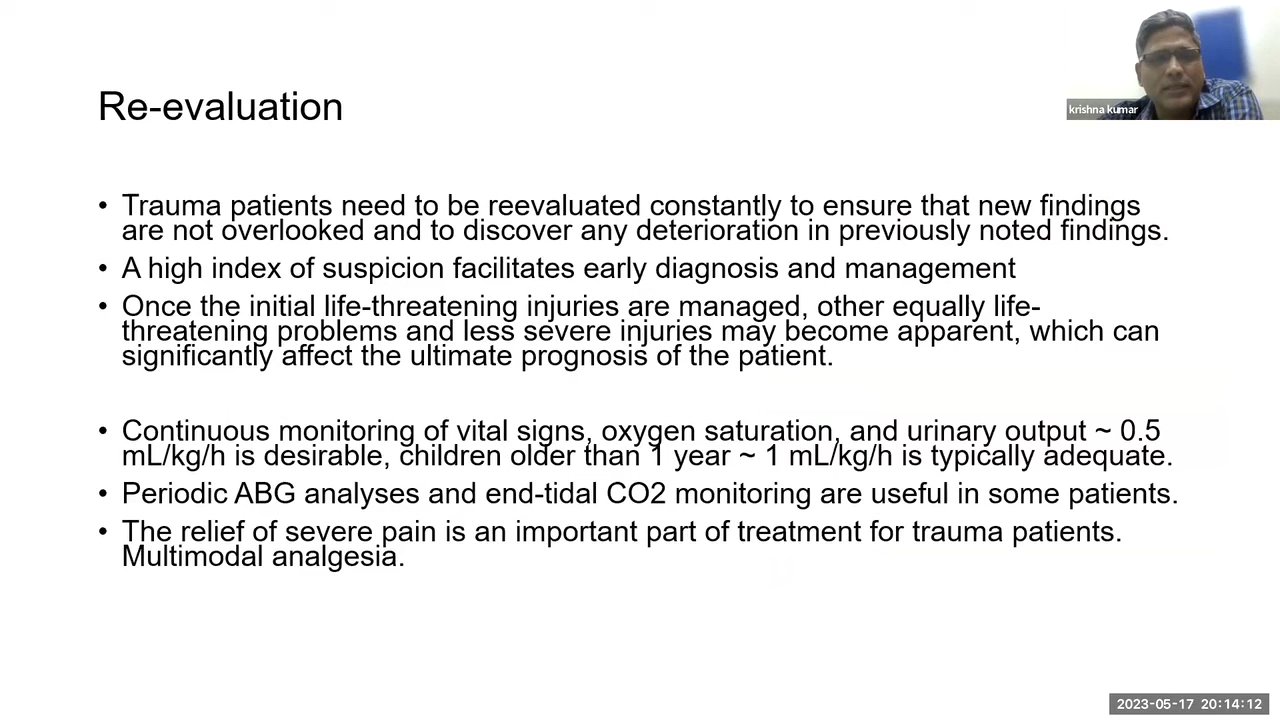 krishna kumar
Re-evaluation
• Trauma patients need to be reevaluated constantly to ensure that new findings
are not overlooked and to discover any deterioration in previously noted findings.
• A high index of suspicion facilitates early diagnosis and management
• Once the initial life-threatening injuries are managed, other equally life-
threatening problems and less severe injuries may become apparent, which can
significantly affect the ultimate prognosis of the patient.
• Continuous monitoring of vital signs, oxygen saturation, and urinary output ~ 0.5
mL/kg/h is desirable, children older than 1 year ~ 1 mL/kg/h is typically adequate.
• Periodic ABG analyses and end-tidal CO2 monitoring are useful in some patients.
• The relief of severe pain is an important part of treatment for trauma patients.
Multimodal analgesia.
2023-05-17 20:14:12